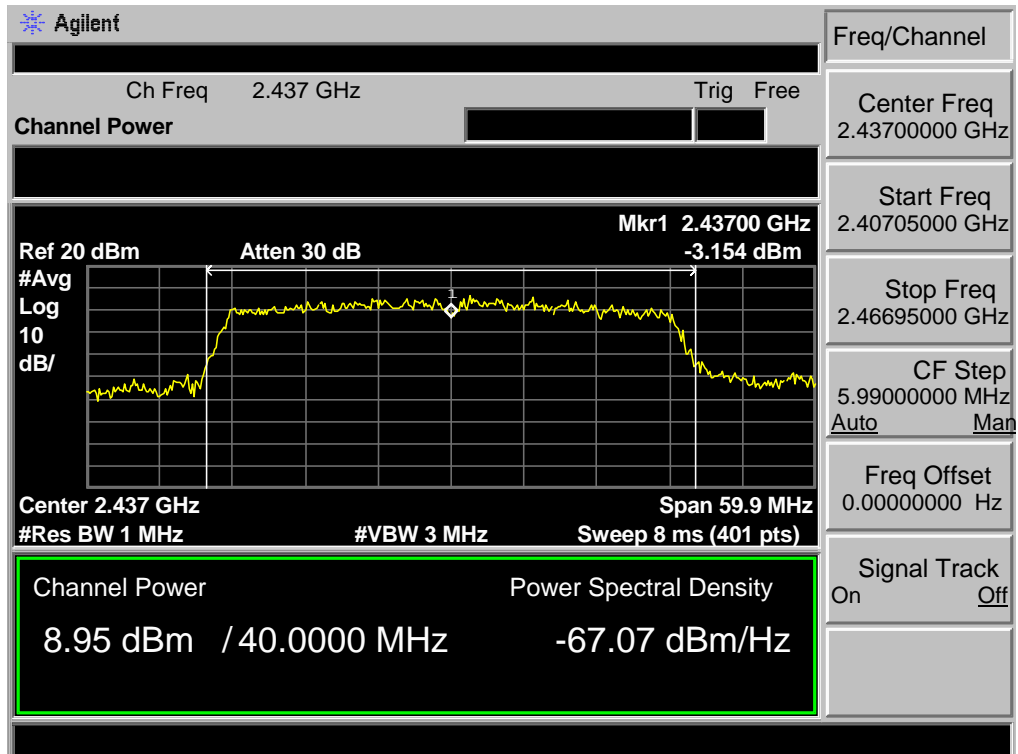 Agilent
Freq/Channel
Ch Freq 2.437 GHz Trig Free
Channel Power
Center Freq
2.43700000 GHz
Start Freq
2.40705000 GHz
Mkr1 2.43700 GHz
Ref 20 dBm Atten 30 dB -3.154 dBm
#Avg
Log
10
dB/
1
Stop Freq
2.46695000 GHz
CF Step
5.99000000 MHz
Auto Man
Freq Offset
0.00000000 Hz
Center 2.437 GHz Span 59.9 MHz
#Res BW 1 MHz #VBW 3 MHz Sweep 8 ms (401 pts)
Signal Track
On Off
Channel Power Power Spectral Density
8.95 dBm / 40.0000 MHz -67.07 dBm/Hz